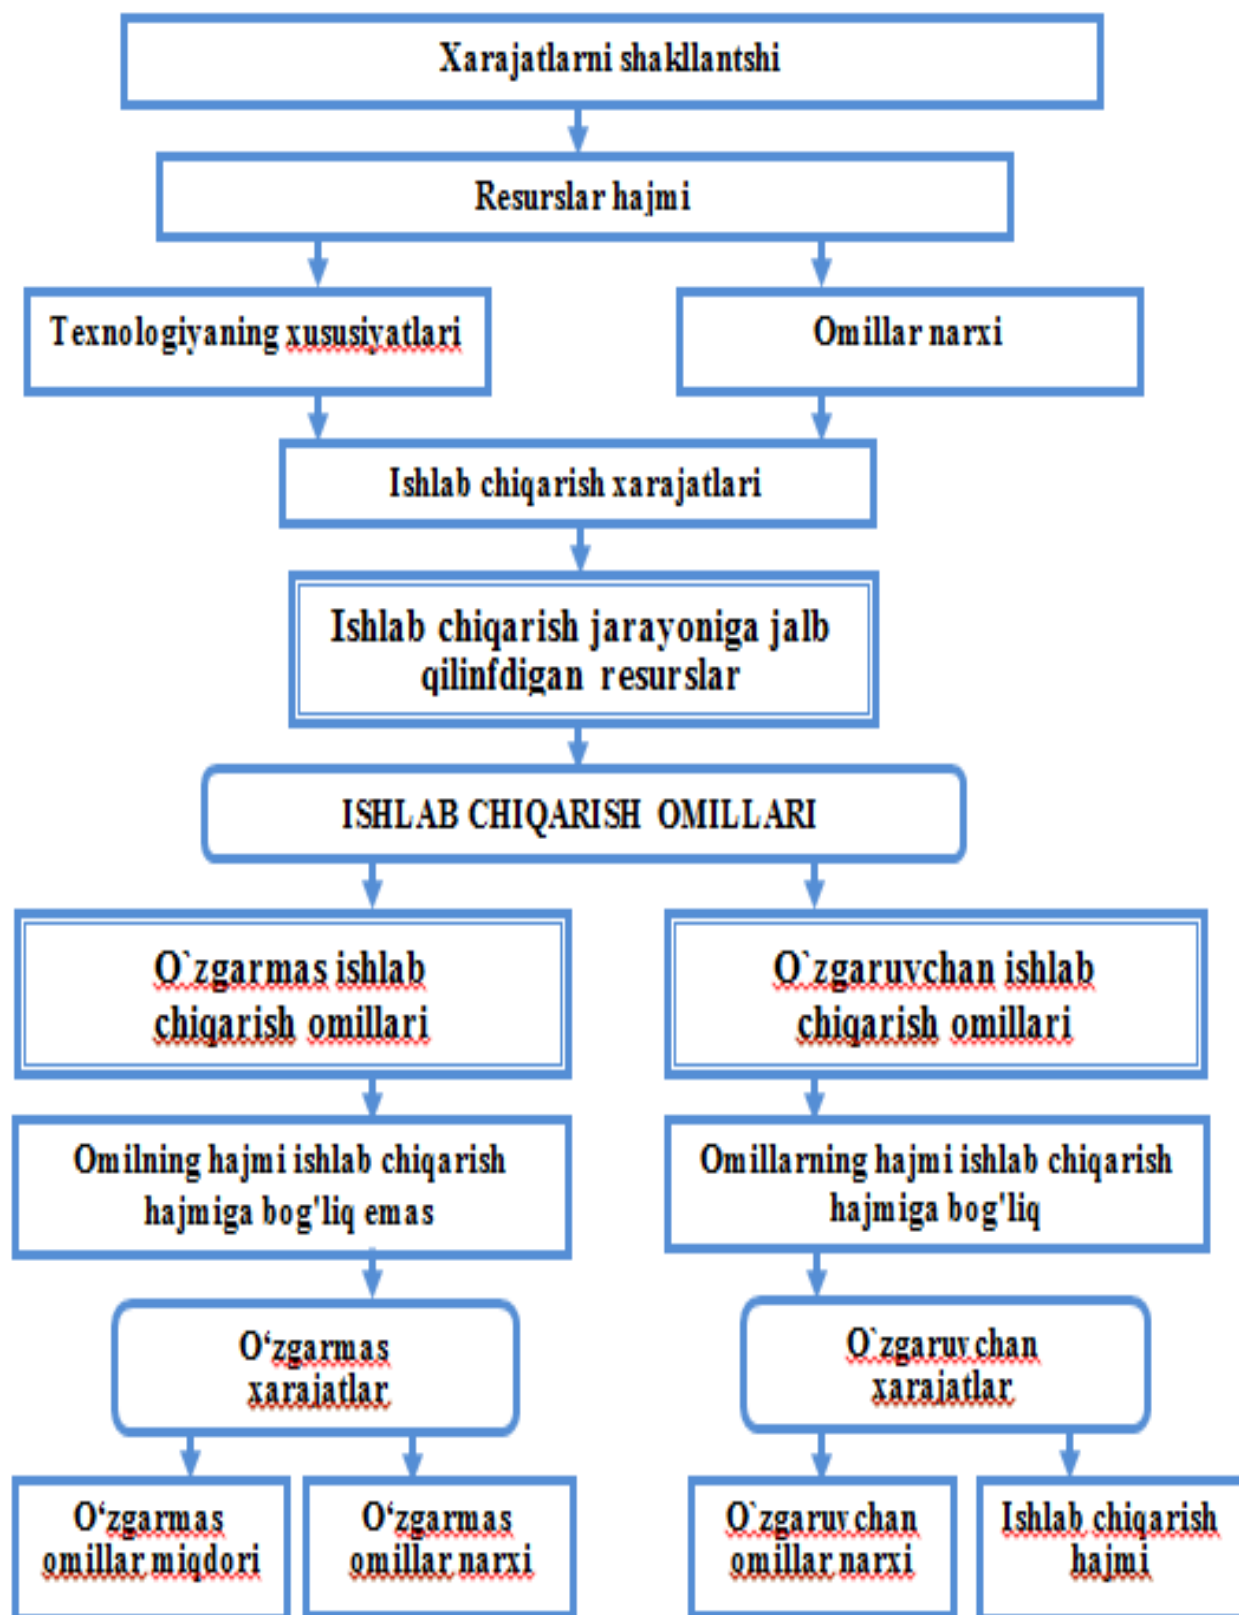 Xarajatlarni shakllantshi
Resurslar hajmi
Texnologiyaning xususiyatlari
Omillar narxi
Ishlab chiqarish xarajatlari
Ishlab chiqarish jarayoniga jalb
qilinfdigan resurslar
ISHLAB CHIQARISH OMILLARI
O`zgarmas ishlab
chiqarish omillari
O`zgaruvchan ishlab
chiqarish omillari
Omilning hajmi ishlab chiqarish
hajmiga bog'liq emas
Omillarning hajmi ishlab chiqarish
hajmiga bog'liq
O‘zgarmas
xarajatlar
O`zgaruvchan
xarajatlar
O‘zgarmas
omillar miqdori
O‘zgarmas
omillar narxi
O`zgaruvchan
omillar narxi
Ishlab chiqarish
hajmi